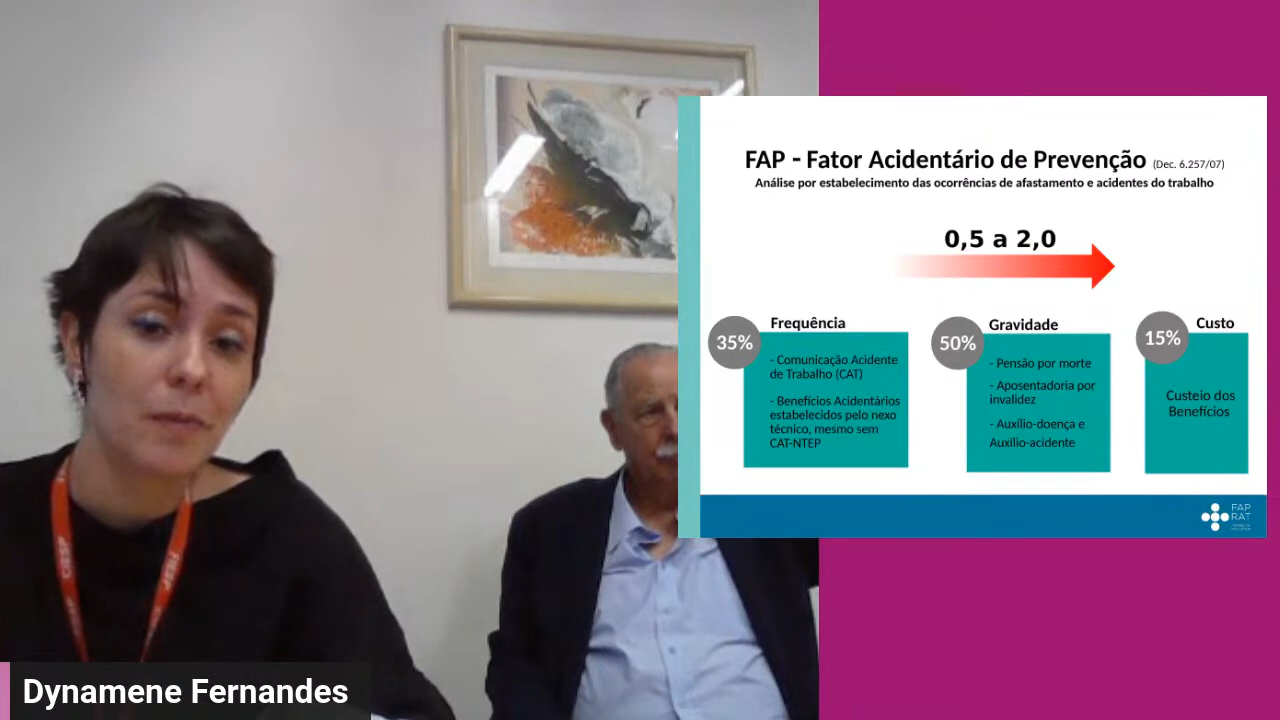 FAP - Fator Acidentário de Prevenção (Dec. 6.257/07)
Análise por estabelecimento das ocorrências de afastamento e acidentes do trabalho
0,5 a 2,0
35%
Frequência
- Comunicação Acidente
de Trabalho (CAT)
- Benefícios Acidentários
estabelecidos pelo nexo
técnico, mesmo sem
CAT-NTEP
50%
Gravidade
- Pensão por morte
- Aposentadoria por
invalidez
- Auxílio-doença e
Auxílio-acidente
15%
Custo
Custeio dos
Benefícios
FAP
RAT
CIESP
FIESP
Dynamene Fernandes